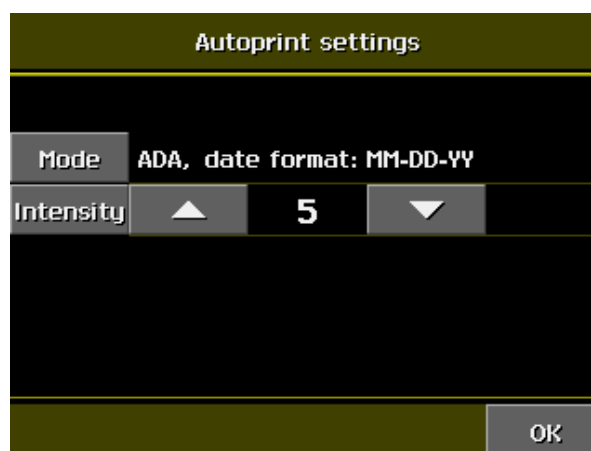 Autoprint settings
Mode ADA, date format: MM-DD-YY
Intensity 5
OK